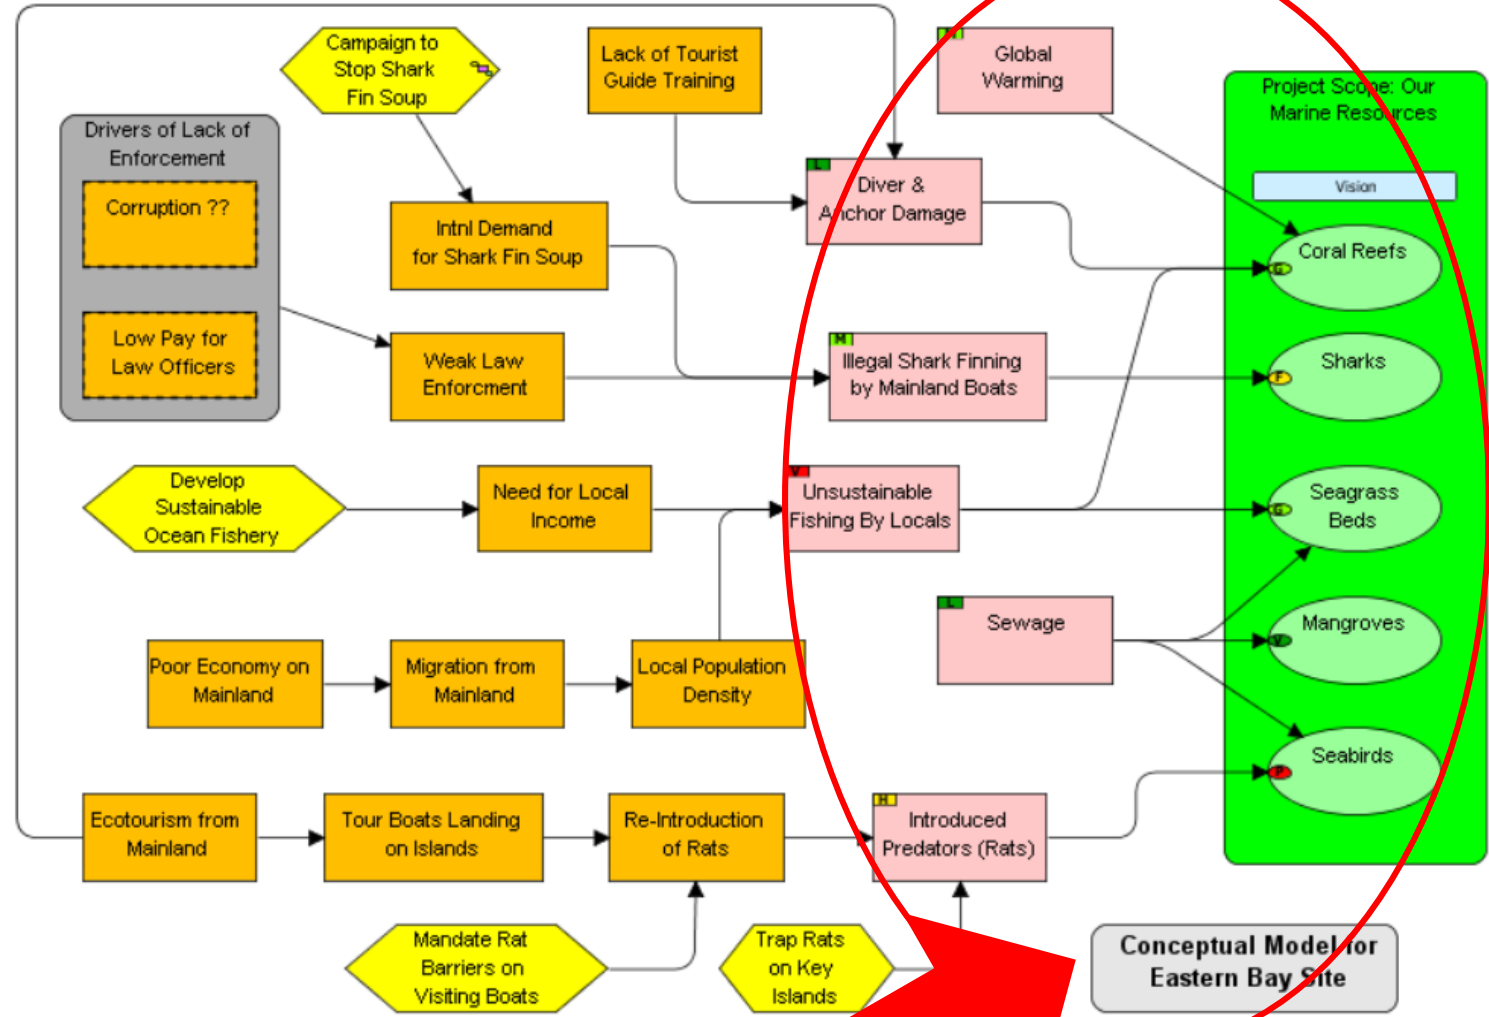 Campaign to
Stop Shark
Fin Soup
Lack of Tourist
Guide Training
M
Global
Warming
Project Scope: Our
Marine Resources
Vision
Drivers of Lack of
Enforcement
Corruption ??
Low Pay for
Law Officers
Intnl Demand
for Shark Fin Soup
L
Diver &
Anchor Damage
Coral Reefs
G
Weak Law
Enforcment
M
Illegal Shark Finning
by Mainland Boats
Sharks
F
Develop
Sustainable
Ocean Fishery
Need for Local
Income
V
Unsustainable
Fishing By Locals
Seagrass
Beds
G
L
Sewage
Mangroves
V
Poor Economy on
Mainland
Migration from
Mainland
Local Population
Density
Seabirds
P
Ecotourism from
Mainland
Tour Boats Landing
on Islands
Re-Introduction
of Rats
H
Introduced
Predators (Rats)
Mandate Rat
Barriers on
Visiting Boats
Trap Rats
on Key
Islands
Conceptual Model for
Eastern Bay Site